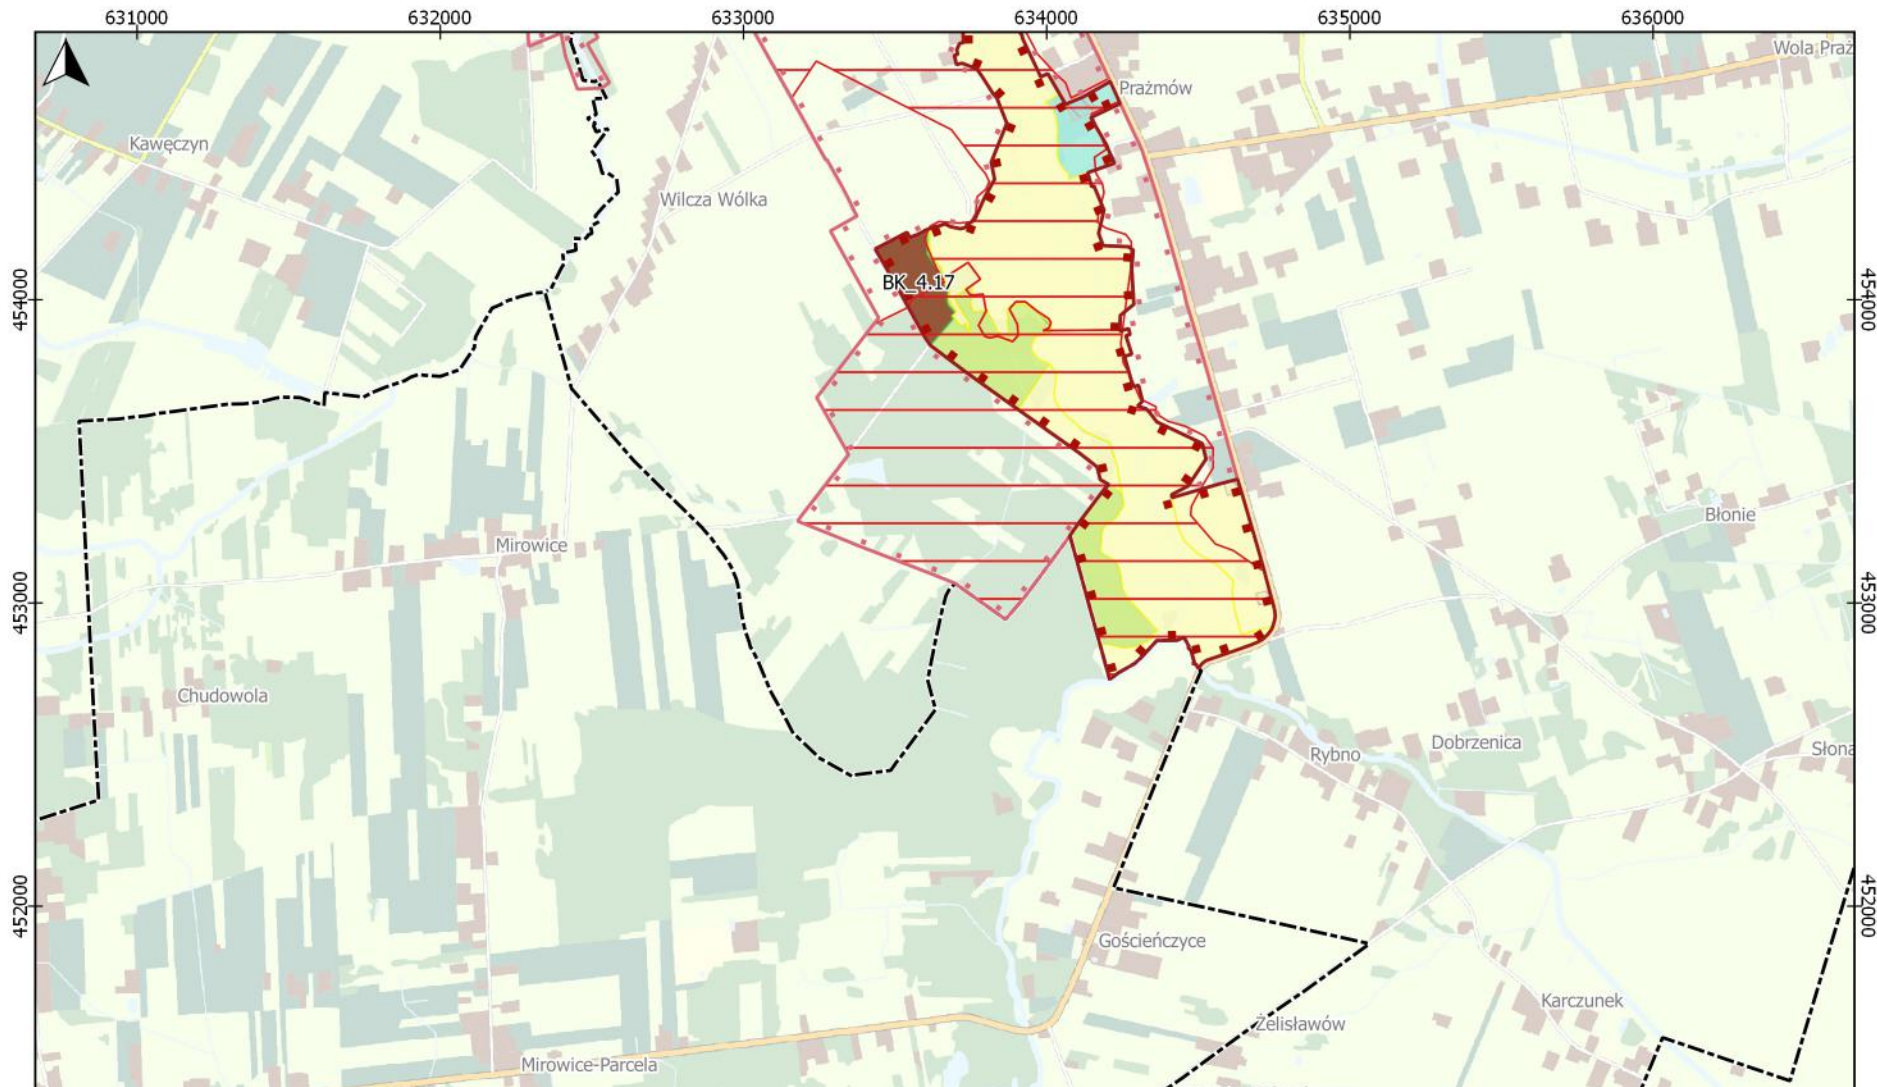 631000 632000 633000 634000 635000 636000
Wola Praż
Prażmów
Kawęczyn
Wilcza Wólka
BK_4.17
454000 454000
Błonie
Mirowice
453000 453000
Chudowola
Dobrzenica
Rybno
Słona
452000 452000
Gościeńczyce
Karczunek
Żelisławów
Mirowice-Parcela